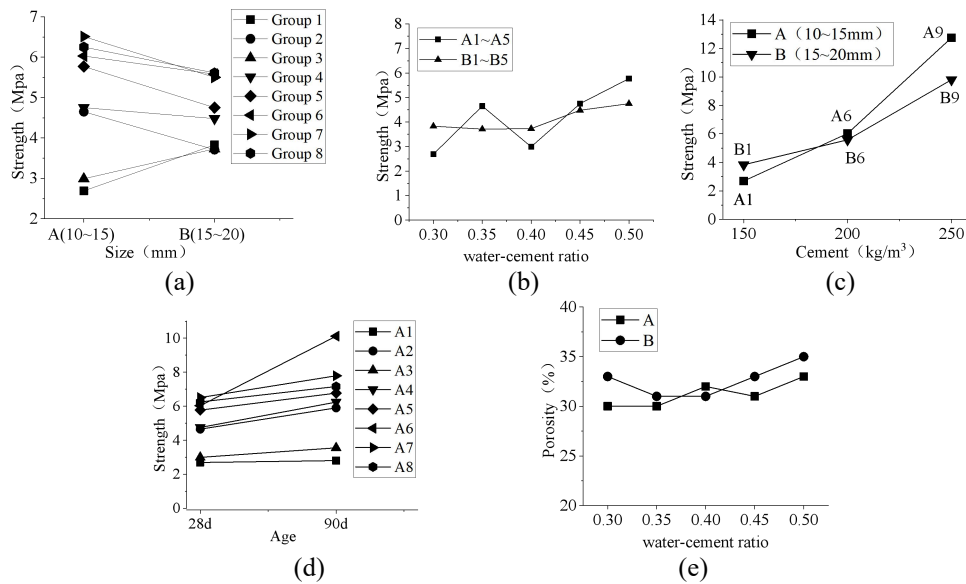 Strength（Mpa）
7
6
5
4
3
2
A(10~15)
B(15~20)
Size（mm）
Group 1
Group 2
Group 3
Group 4
Group 5
Group 6
Group 7
Group 8
(a)
Strength（Mpa）
8
7
6
5
4
3
2
1
0
A1~A5
B1~B5
0.30 0.35 0.40 0.45 0.50
water-cement ratio
(b)
Strength（Mpa）
14
12
10
8
6
4
2
0
A（10~15mm）
B（15~20mm）
A9
B9
A6
B6
B1
A1
150 200 250
Cement（kg/m³）
(c)
Strength（Mpa）
10
8
6
4
2
0
28d 90d
Age
A1
A2
A3
A4
A5
A6
A7
A8
(d)
Porosity（%）
40
35
30
25
20
A
B
0.30 0.35 0.40 0.45 0.50
water-cement ratio
(e)